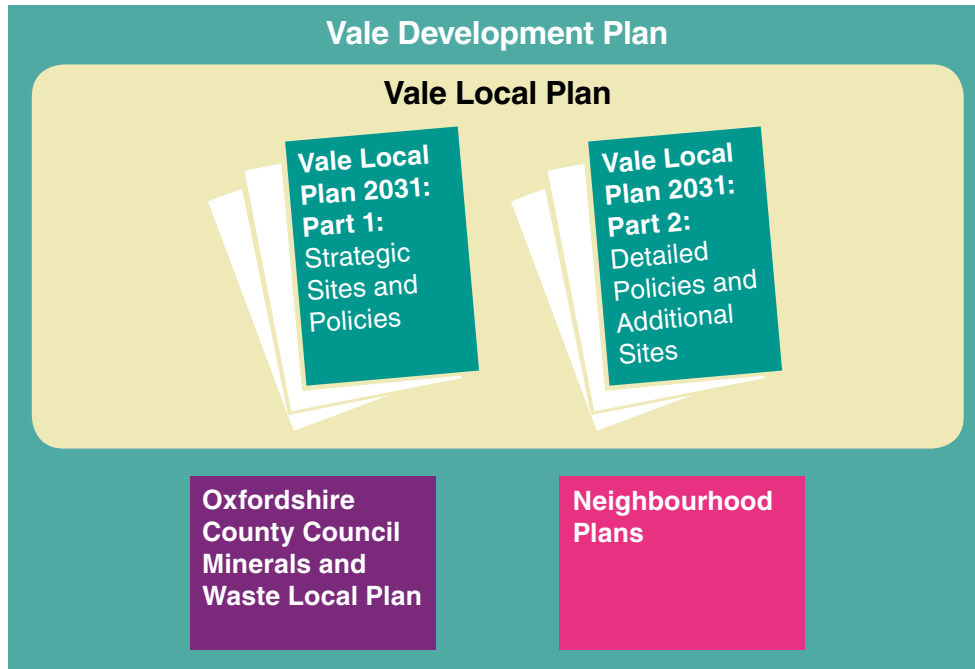 Vale Development Plan
Vale Local Plan
Vale Local
Plan 2031:
Part 1:
Strategic
Sites and
Policies
Vale Local
Plan 2031:
Part 2:
Detailed
Policies and
Additional
Sites
Oxfordshire
County Council
Minerals and
Waste Local Plan
Neighbourhood
Plans